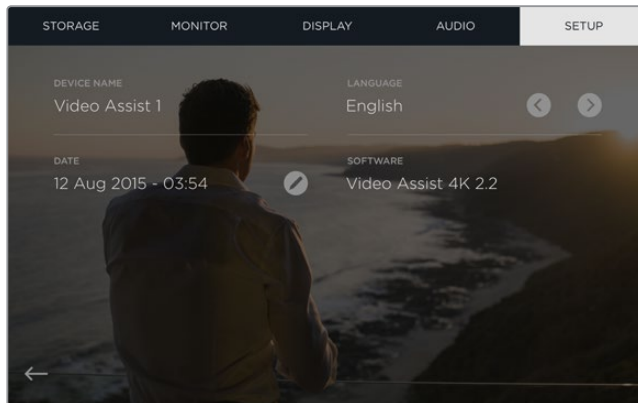 STORAGE MONITOR DISPLAY AUDIO SETUP
DEVICE NAME LANGUAGE
Video Assist 1 English
DATE SOFTWARE
12 Aug 2015 - 03:54 Video Assist 4K 2.2